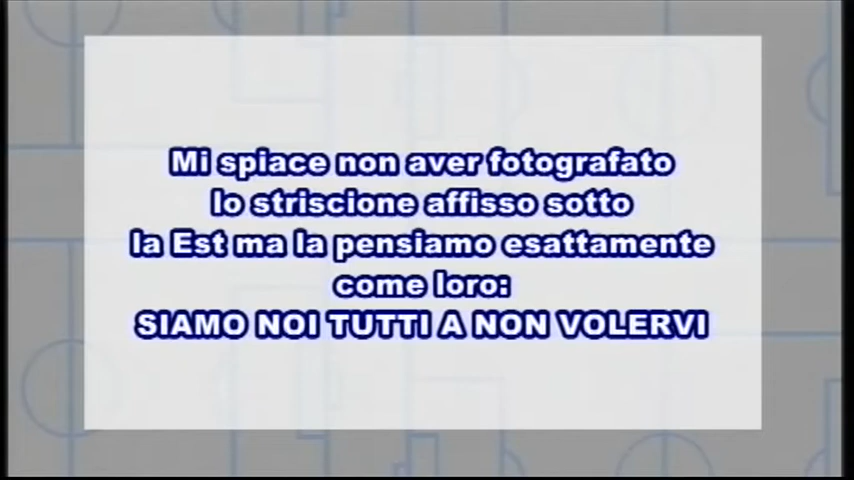 Mi spiace non aver fotografato
lo striscione affisso sotto
la Est ma la pensiamo esattamente
come loro:
SIAMO NOI TUTTI A NON VOLERVI